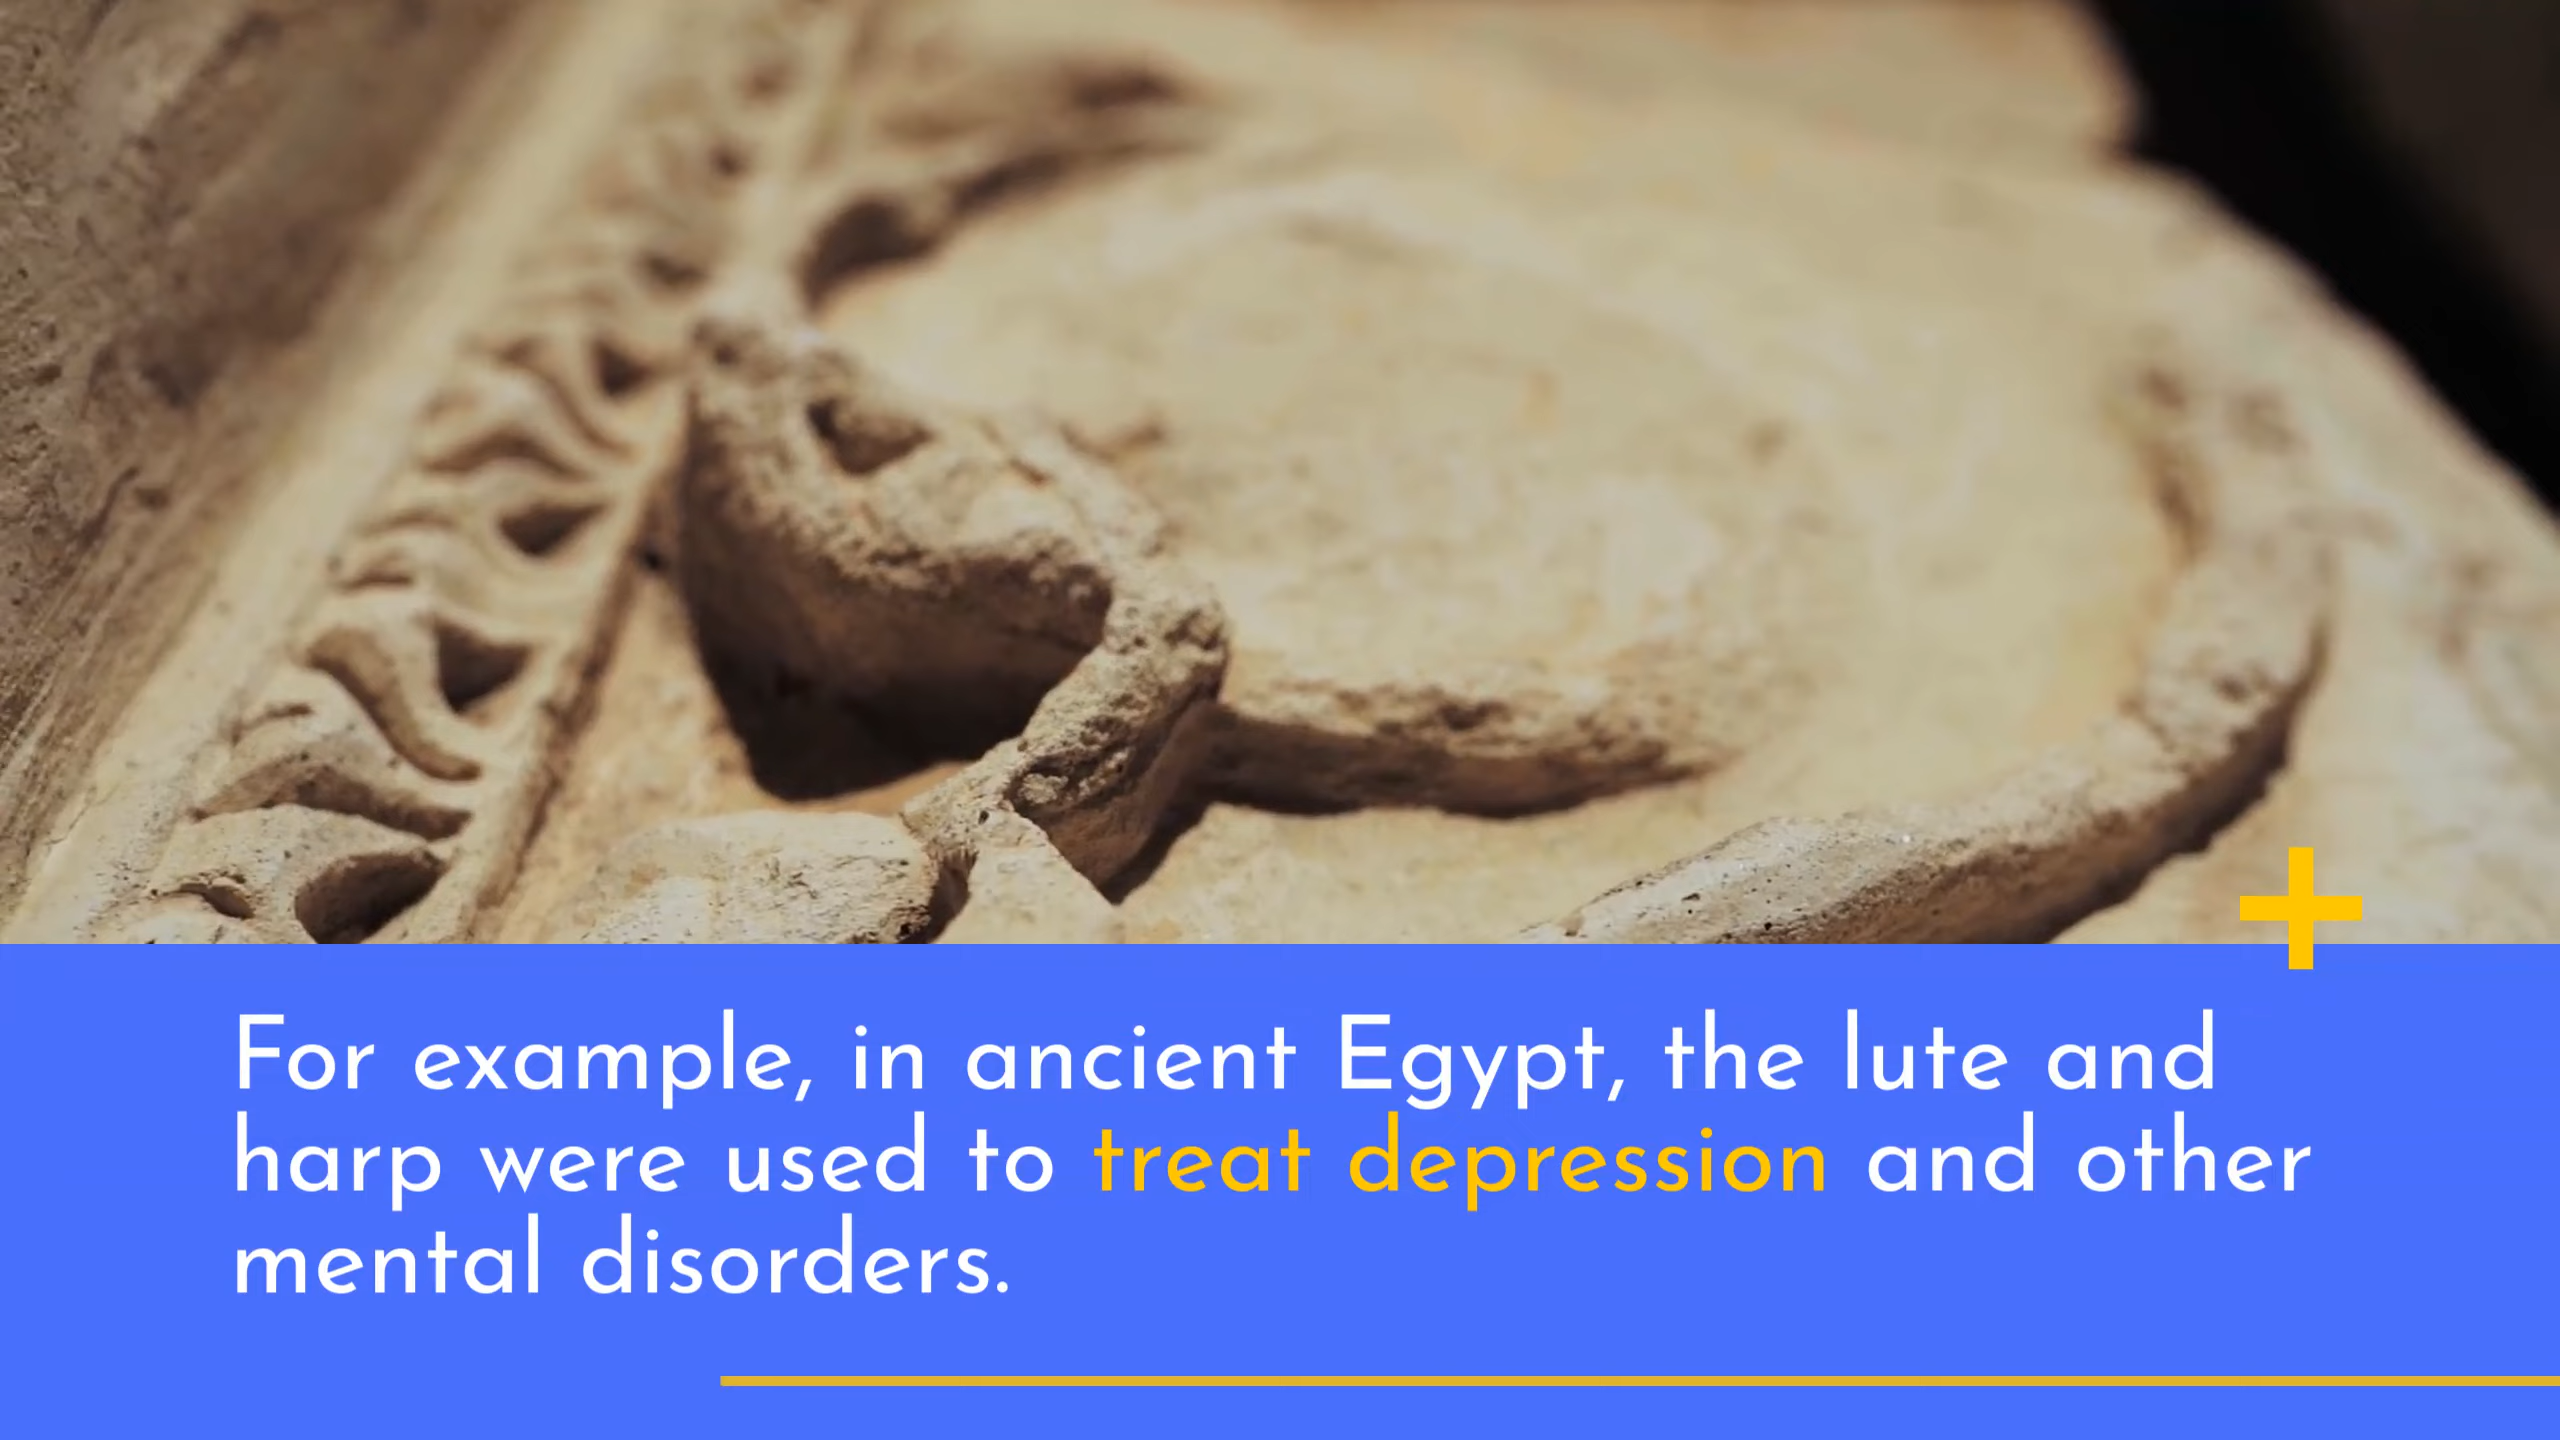 For example, in ancient Egypt, the lute and
harp were used to treat depression and other
mental disorders.